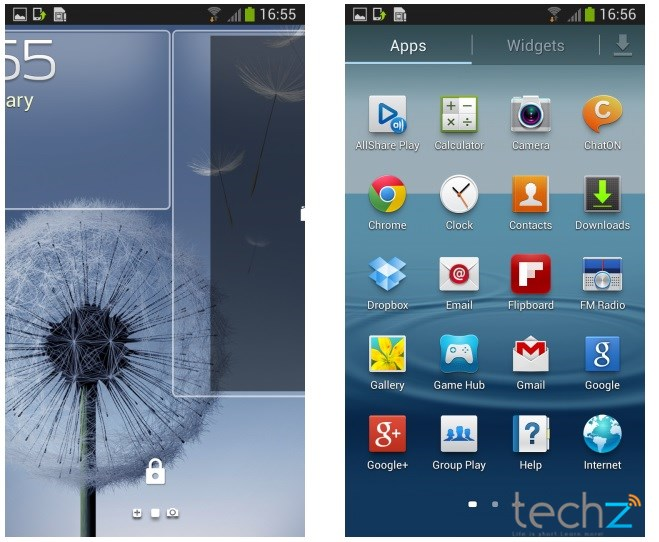 16:55
55
ary
16:56
Apps
Widgets
AllShare Play
Calculator
Camera
ChatON
Chrome
Clock
Contacts
Downloads
Dropbox
Email
Flipboard
FM Radio
Gallery
Game Hub
Gmail
Google
Google+
Group Play
Help
Internet
techz
Life is short. Learn more!